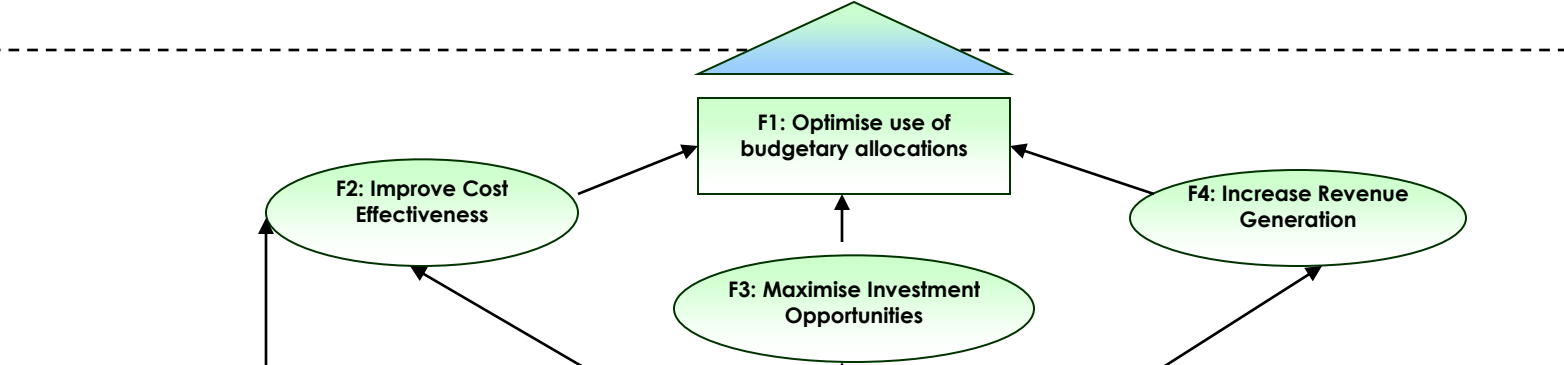 F1: Optimise use of
budgetary allocations
F2: Improve Cost
Effectiveness
F4: Increase Revenue
Generation
F3: Maximise Investment
Opportunities